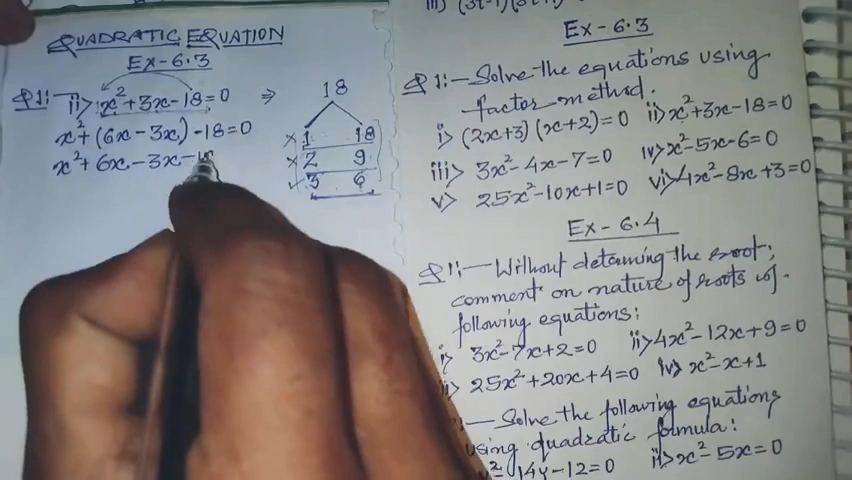 QUADRATIC EQUATION
Ex-6.3
Q1:- ii> x²+3x-18=0 ⇒
x²+(6x-3x)-18=0
x²+6x-3x-18
18
× 1 18
× 2 9
✓ 3 6
Ex-6.3
Q1:- Solve the equations using
factor method.
i> (2x+3)(x+2)=0 ii> x²+3x-18=0
iii> 3x²-4x-7=0 iv> x²-5x-6=0
v> 25x²-10x+1=0 vi> 4x²-8x+3=0
Ex-6.4
Q1:- Without detarming the root;
comment on nature of roots of.
following equations:
i> 3x²-7x+2=0 ii> 4x²-12x+9=0
25x²+20x+4=0 iv> x²-x+1
- Solve the following equations
using quadratic formula:
-14y-12=0 ii> x²-5x=0